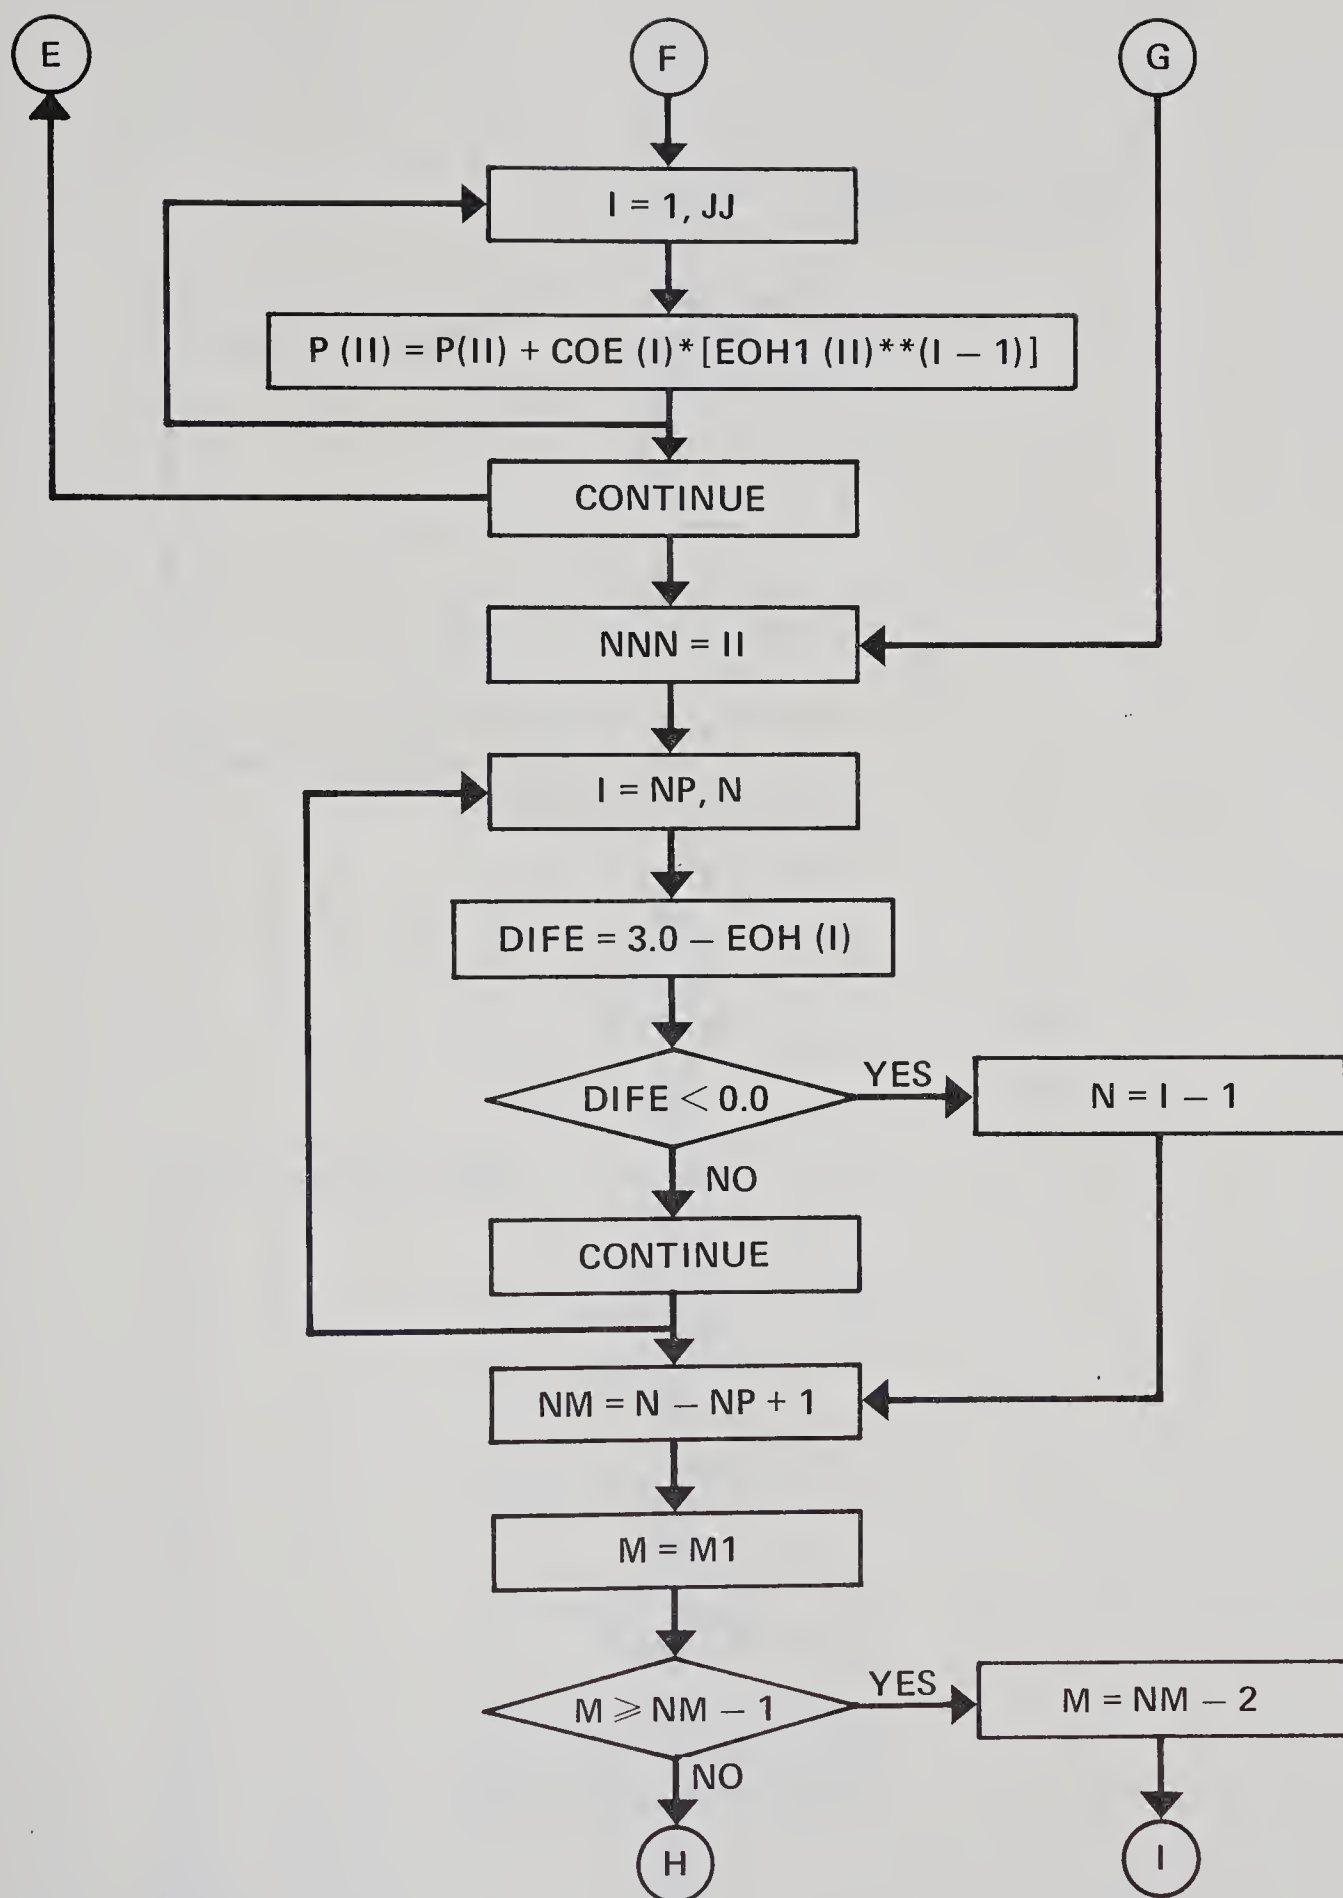 E
F
G
I = 1, JJ
P (II) = P(II) + COE (I)*[EOH1 (II)**(I – 1)]
CONTINUE
NNN = II
I = NP, N
DIFE = 3.0 – EOH (I)
DIFE < 0.0
YES
N = I – 1
NO
CONTINUE
NM = N – NP + 1
M = M1
M ⩾ NM – 1
YES
M = NM – 2
NO
H
I